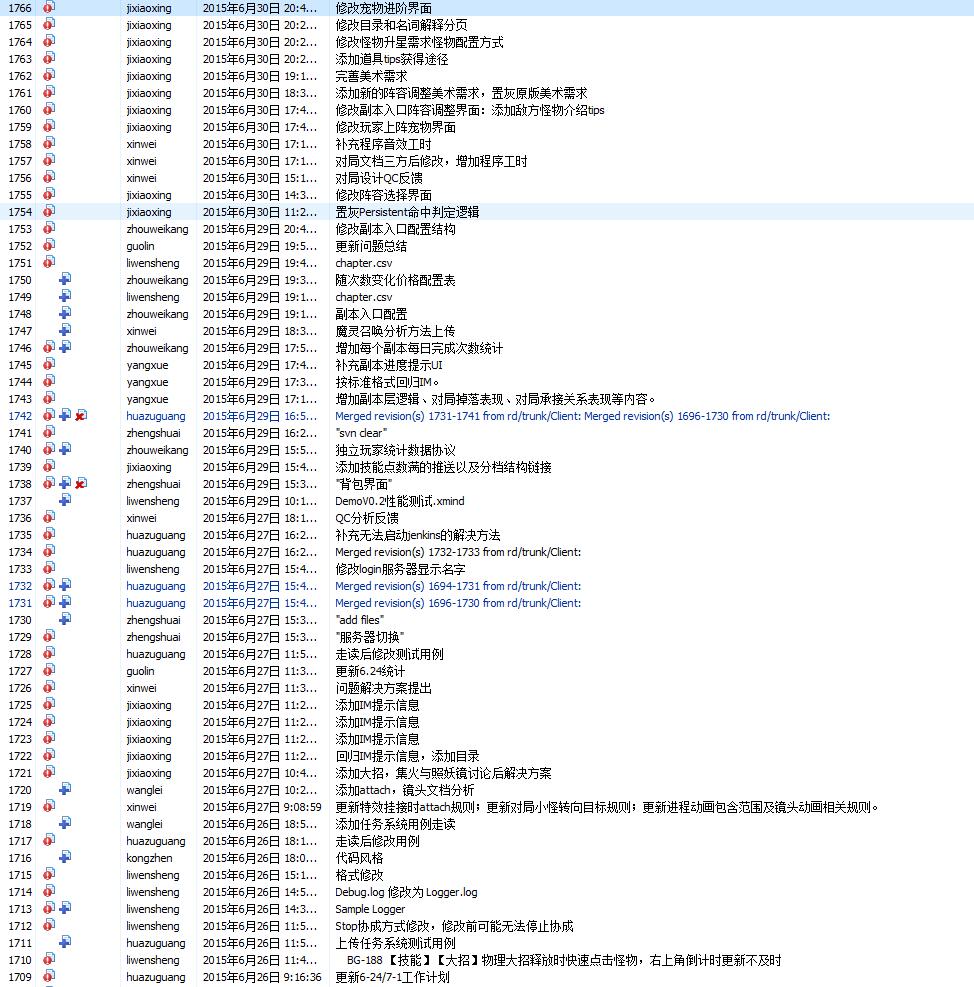 1766 jixiaoxing 2015年6月30日 20:4... 修改宠物进阶界面
1765 jixiaoxing 2015年6月30日 20:2... 修改目录和名词解释分页
1764 jixiaoxing 2015年6月30日 20:2... 修改怪物升星需求怪物配置方式
1763 jixiaoxing 2015年6月30日 20:2... 添加道具tips获得途径
1762 jixiaoxing 2015年6月30日 19:1... 完善美术需求
1761 jixiaoxing 2015年6月30日 18:3... 添加新的阵容调整美术需求，置灰原版美术需求
1760 jixiaoxing 2015年6月30日 17:4... 修改副本入口阵容调整界面：添加敌方怪物介绍tips
1759 jixiaoxing 2015年6月30日 17:4... 修改玩家上阵宠物界面
1758 xinwei 2015年6月30日 17:1... 补充程序音效工时
1757 xinwei 2015年6月30日 17:1... 对局文档三方后修改，增加程序工时
1756 xinwei 2015年6月30日 15:1... 对局设计QC反馈
1755 jixiaoxing 2015年6月30日 14:3... 修改阵容选择界面
1754 jixiaoxing 2015年6月30日 11:2... 置灰Persistent命中判定逻辑
1753 zhouweikang 2015年6月29日 20:4... 修改副本入口配置结构
1752 guolin 2015年6月29日 19:5... 更新问题总结
1751 liwensheng 2015年6月29日 19:4... chapter.csv
1750 zhouweikang 2015年6月29日 19:3... 随次数变化价格配置表
1749 liwensheng 2015年6月29日 19:1... chapter.csv
1748 zhouweikang 2015年6月29日 19:1... 副本入口配置
1747 xinwei 2015年6月29日 18:3... 魔灵召唤分析方法上传
1746 zhouweikang 2015年6月29日 17:5... 增加每个副本每日完成次数统计
1745 yangxue 2015年6月29日 17:4... 补充副本进度提示UI
1744 yangxue 2015年6月29日 17:3... 按标准格式回归IM。
1743 yangxue 2015年6月29日 17:2... 增加副本层逻辑、对局掉落表现、对局承接关系表现等内容。
1742 huazuguang 2015年6月29日 16:5... Merged revision(s) 1731-1741 from rd/trunk/Client: Merged revision(s) 1696-1730 from rd/trunk/Client:
1741 zhengshuai 2015年6月29日 16:2... "svn clear"
1740 zhouweikang 2015年6月29日 15:5... 独立玩家统计数据协议
1739 jixiaoxing 2015年6月29日 15:4... 添加技能点数满的推送以及分档结构链接
1738 zhengshuai 2015年6月29日 15:3... "背包界面"
1737 liwensheng 2015年6月29日 10:1... DemoV0.2性能测试.xmind
1736 xinwei 2015年6月27日 18:1... QC分析反馈
1735 huazuguang 2015年6月27日 16:2... 补充无法启动jenkins的解决方法
1734 huazuguang 2015年6月27日 16:2... Merged revision(s) 1732-1733 from rd/trunk/Client:
1733 liwensheng 2015年6月27日 15:4... 修改login服务器显示名字
1732 huazuguang 2015年6月27日 15:4... Merged revision(s) 1694-1731 from rd/trunk/Client:
1731 huazuguang 2015年6月27日 15:4... Merged revision(s) 1696-1730 from rd/trunk/Client:
1730 zhengshuai 2015年6月27日 15:3... "add files"
1729 zhengshuai 2015年6月27日 15:3... "服务器切换"
1728 huazuguang 2015年6月27日 11:5... 走读后修改测试用例
1727 guolin 2015年6月27日 11:3... 更新6.24统计
1726 xinwei 2015年6月27日 11:3... 问题解决方案提出
1725 jixiaoxing 2015年6月27日 11:2... 添加IM提示信息
1724 jixiaoxing 2015年6月27日 11:2... 添加IM提示信息
1723 jixiaoxing 2015年6月27日 11:2... 添加IM提示信息
1722 jixiaoxing 2015年6月27日 11:2... 回归IM提示信息，添加目录
1721 jixiaoxing 2015年6月27日 10:4... 添加大招，集火与照妖镜讨论后解决方案
1720 wanglei 2015年6月27日 10:2... 添加attach，镜头文档分析
1719 xinwei 2015年6月27日 9:08:59 更新特效挂接时attach规则；更新对局小怪转向目标规则；更新进程动画包含范围及镜头动画相关规则。
1718 wanglei 2015年6月26日 18:5... 添加任务系统用例走读
1717 huazuguang 2015年6月26日 18:1... 走读后修改用例
1716 kongzhen 2015年6月26日 18:0... 代码风格
1715 liwensheng 2015年6月26日 15:1... 格式修改
1714 liwensheng 2015年6月26日 14:5... Debug.log 修改为 Logger.log
1713 liwensheng 2015年6月26日 14:3... Sample Logger
1712 liwensheng 2015年6月26日 11:5... Stop协成方式修改，修改前可能无法停止协成
1711 huazuguang 2015年6月26日 11:5... 上传任务系统测试用例
1710 liwensheng 2015年6月26日 11:4... BG-188 【技能】【大招】物理大招释放时快速点击怪物，右上角倒计时更新不及时
1709 huazuguang 2015年6月26日 9:16:36 更新6-24/7-1工作计划